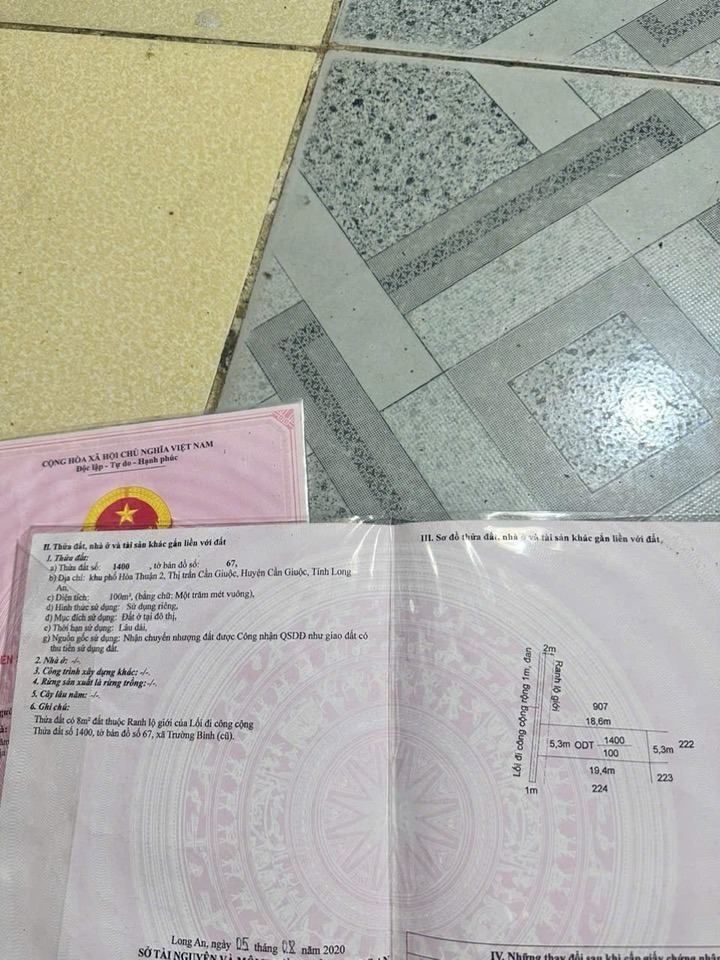 CỘNG HÒA XÃ HỘI CHỦ NGHĨA VIỆT NAM
Độc lập - Tự do - Hạnh phúc
II. Thửa đất, nhà ở và tài sản khác gắn liền với đất
1. Thửa đất:
a) Thửa đất số: 1400 , tờ bản đồ số: 67,
b) Địa chỉ: khu phố Hòa Thuận 2, Thị trấn Cần Giuộc, Huyện Cần Giuộc, Tỉnh Long
An,
c) Diện tích: 100m², (bằng chữ: Một trăm mét vuông),
d) Hình thức sử dụng: Sử dụng riêng,
đ) Mục đích sử dụng: Đất ở tại đô thị,
e) Thời hạn sử dụng: Lâu dài,
g) Nguồn gốc sử dụng: Nhận chuyển nhượng đất được Công nhận QSDĐ như giao đất có
thu tiền sử dụng đất.
2. Nhà ở: -/-.
3. Công trình xây dựng khác: -/-.
4. Rừng sản xuất là rừng trồng: -/-.
5. Cây lâu năm: -/-.
6. Ghi chú:
Thửa đất có 8m² đất thuộc Ranh lộ giới của Lối đi công cộng
Thửa đất số 1400, tờ bản đồ số 67, xã Trường Bình (cũ).
Long An, ngày 05 tháng 08 năm 2020
SỞ TÀI NGUYÊN VÀ
III. Sơ đồ thửa đất, nhà ở và tài sản khác gắn liền với đất,
2m
Lối đi công cộng rộng 1m, đan
Ranh lộ giới
907
18,6m
5,3m ODT 1400
100
5,3m 222
19,4m
223
1m
224
IV. Những thay đổi sau khi cấp giấy chứng nhận